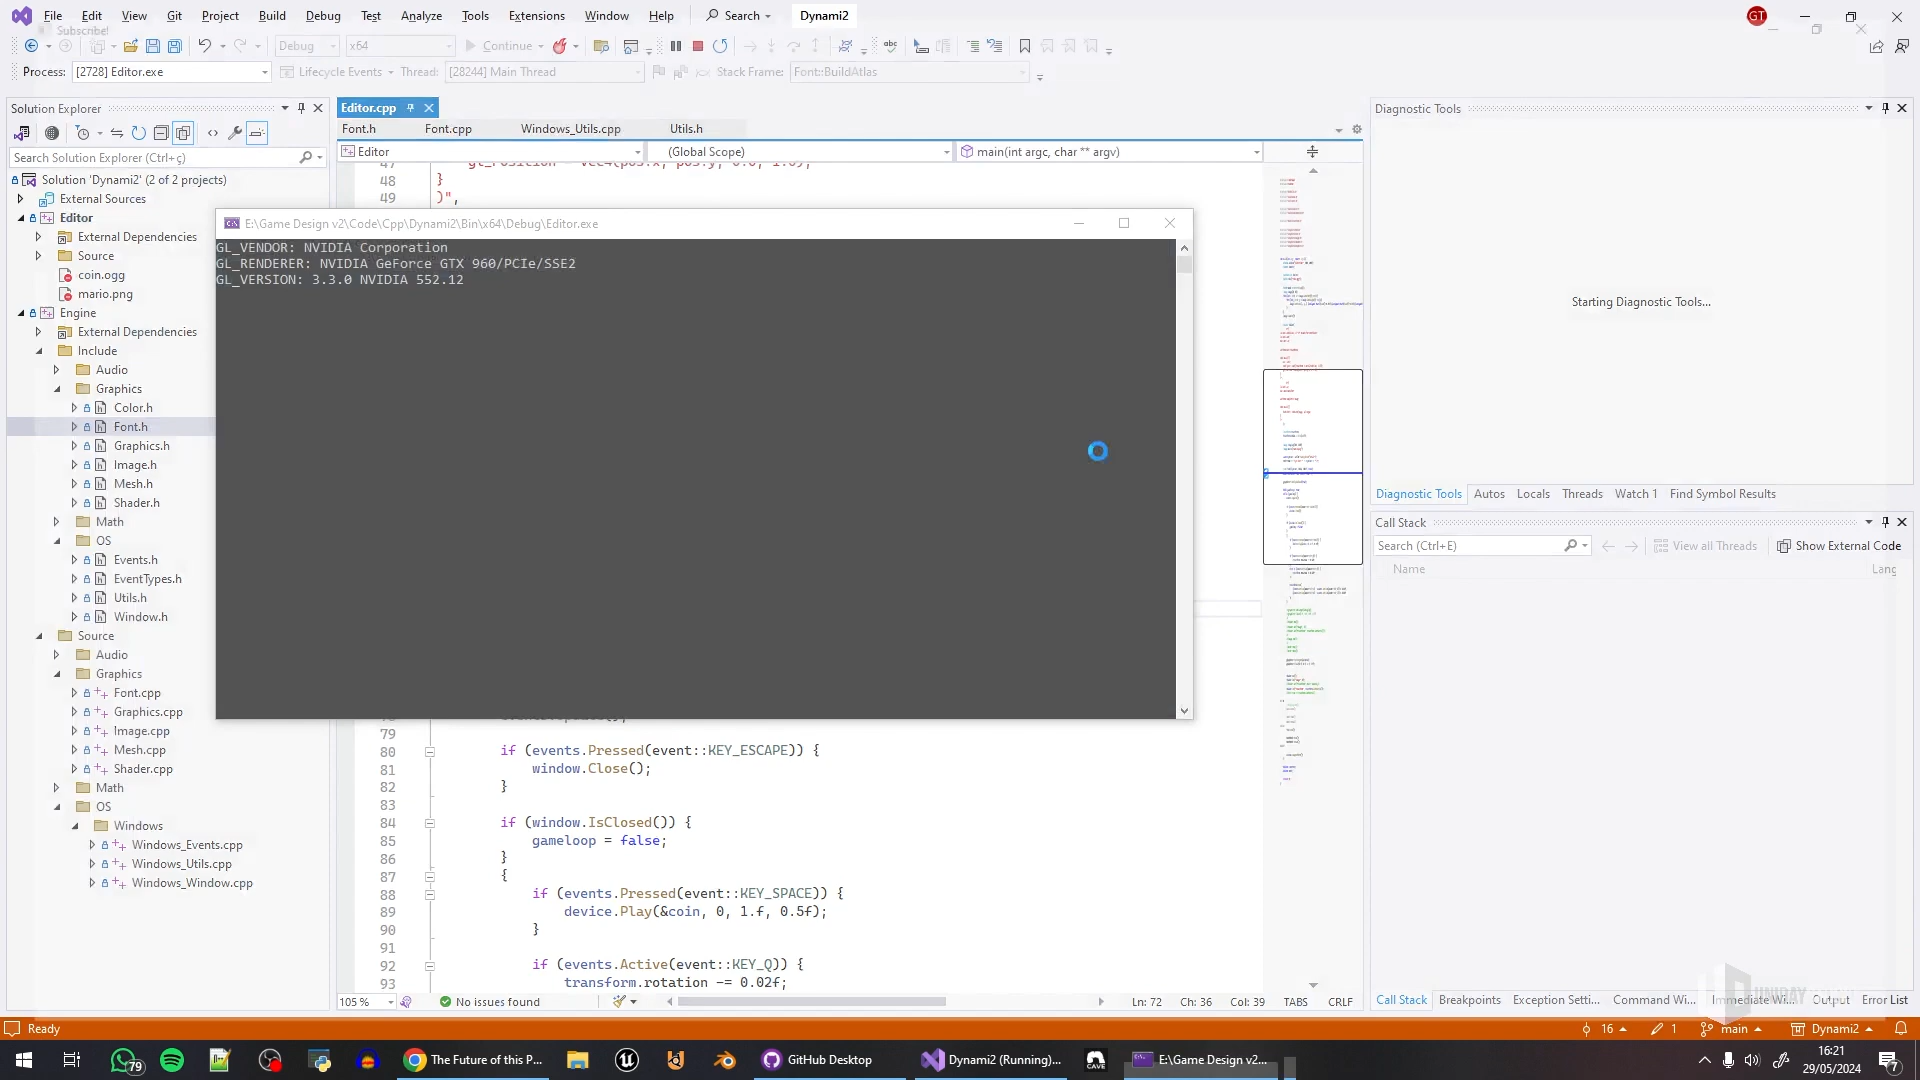 File Edit View Git Project Build Debug Test Analyze Tools Extensions Window Help Search Dynami2 GT
Subscribe!
Debug x64 Continue
Process: [2728] Editor.exe Lifecycle Events Thread: [28244] Main Thread Stack Frame: Font::BuildAtlas
Solution Explorer
Search Solution Explorer (Ctrl+ç)
Solution 'Dynami2' (2 of 2 projects)
External Sources
Editor
External Dependencies
Source
coin.ogg
mario.png
Engine
External Dependencies
Include
Audio
Graphics
Color.h
Font.h
Graphics.h
Image.h
Mesh.h
Shader.h
Math
OS
Events.h
EventTypes.h
Utils.h
Window.h
Source
Audio
Graphics
Font.cpp
Graphics.cpp
Image.cpp
Mesh.cpp
Shader.cpp
Math
OS
Windows
Windows_Events.cpp
Windows_Utils.cpp
Windows_Window.cpp
Editor.cpp
Font.h Font.cpp Windows_Utils.cpp Utils.h
Editor (Global Scope) main(int argc, char ** argv)
48 }
49 )",
E:\Game Design v2\Code\Cpp\Dynami2\Bin\x64\Debug\Editor.exe
GL_VENDOR: NVIDIA Corporation
GL_RENDERER: NVIDIA GeForce GTX 960/PCIe/SSE2
GL_VERSION: 3.3.0 NVIDIA 552.12
79
80 if (events.Pressed(event::KEY_ESCAPE)) {
81 window.Close();
82 }
83
84 if (window.IsClosed()) {
85 gameloop = false;
86 }
87 {
88 if (events.Pressed(event::KEY_SPACE)) {
89 device.Play(&coin, 0, 1.f, 0.5f);
90 }
91
92 if (events.Active(event::KEY_Q)) {
93 transform.rotation -= 0.02f;
105 % No issues found Ln: 72 Ch: 36 Col: 39 TABS CRLF
Diagnostic Tools
Starting Diagnostic Tools...
Diagnostic Tools Autos Locals Threads Watch 1 Find Symbol Results
Call Stack
Search (Ctrl+E) View all Threads Show External Code
Name Lang
Call Stack Breakpoints Exception Setti... Command Wi... Immediate Wi... Output Error List
Ready 16 1 main Dynami2
79 The Future of this P... GitHub Desktop Dynami2 (Running)... CAVE E:\Game Design v2... 16:21
29/05/2024 7